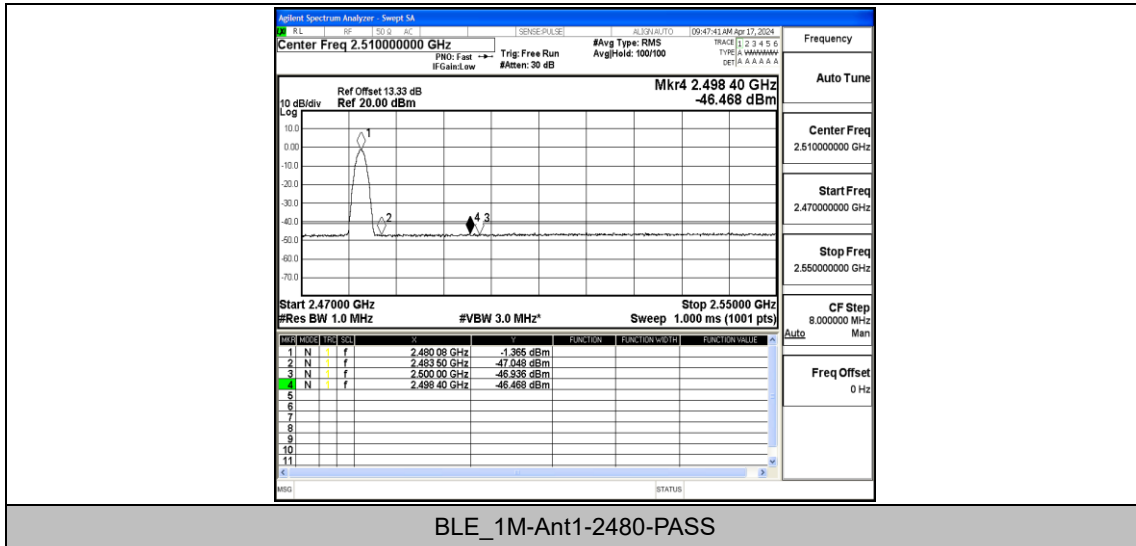 Agilent Spectrum Analyzer - Swept SA
RL RF 50 Ω AC SENSE:PULSE ALIGN AUTO 09:47:41 AM Apr 17, 2024
Center Freq 2.510000000 GHz
PNO: Fast
IFGain:Low
Trig: Free Run
#Atten: 30 dB
#Avg Type: RMS
Avg|Hold: 100/100
TRACE 1 2 3 4 5 6
TYPE A WWWWW
DET A A A A A A
Frequency
Auto Tune
Center Freq
2.510000000 GHz
Start Freq
2.470000000 GHz
Stop Freq
2.550000000 GHz
CF Step
8.000000 MHz
Auto Man
Freq Offset
0 Hz
Mkr4 2.498 40 GHz
-46.468 dBm
Ref Offset 13.33 dB
10 dB/div Ref 20.00 dBm
Log
10.0
0.00
-10.0
-20.0
-30.0
-40.0
-50.0
-60.0
-70.0
1
2
4 3
Start 2.47000 GHz Stop 2.55000 GHz
#Res BW 1.0 MHz #VBW 3.0 MHz* Sweep 1.000 ms (1001 pts)
MKR MODE TRC SCL X Y FUNCTION FUNCTION WIDTH FUNCTION VALUE
1 N 1 f 2.480 08 GHz -1.365 dBm
2 N 1 f 2.483 50 GHz -47.048 dBm
3 N 1 f 2.500 00 GHz -46.936 dBm
4 N 1 f 2.498 40 GHz -46.468 dBm
5
6
7
8
9
10
11
MSG STATUS
BLE_1M-Ant1-2480-PASS